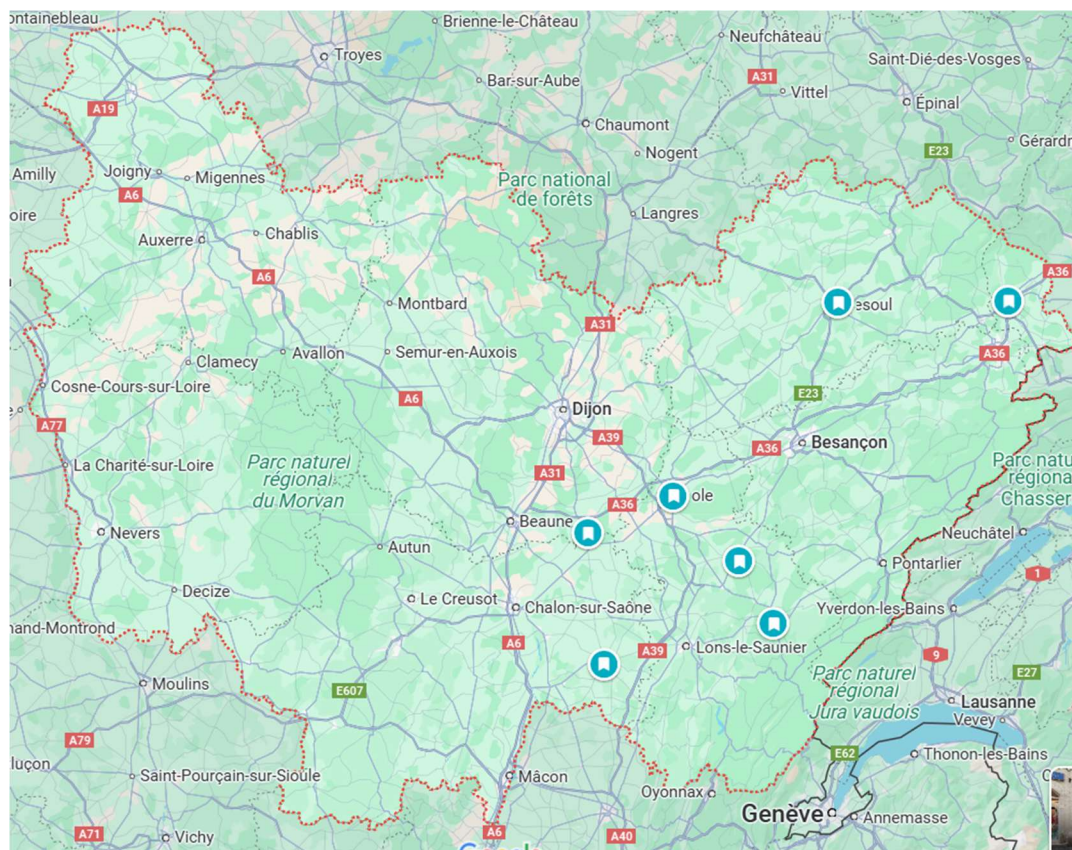 ontainebleau
Brienne-le-Château
Troyes
Neufchâteau
Saint-Dié-des-Vosges
Bar-sur-Aube
A31
Vittel
Épinal
A19
Chaumont
Gérardr
E23
Nogent
Joigny
Migennes
Amilly
Parc national
de forêts
A6
oire
Langres
Auxerre
Chablis
A6
A36
Montbard
esoul
A31
Avallon
Semur-en-Auxois
A36
Clamecy
Cosne-Cours-sur-Loire
A6
E23
Dijon
A77
A39
Besançon
A36
La Charité-sur-Loire
Parc naturel
régional
du Morvan
A31
Parc natu
régiona
Chasser
ole
A36
Beaune
Nevers
Neuchâtel
Autun
Pontarlier
1
Decize
Le Creusot
Chalon-sur-Saône
Yverdon-les-Bains
nand-Montrond
A6
A39
Lons-le-Saunier
9
Moulins
E607
Parc naturel
régional
Jura vaudois
E27
Lausanne
Vevey
A79
E62
Thonon-les-Bains
luçon
Saint-Pourçain-sur-Sioule
Mâcon
Oyonnax
Genève
Annemasse
A71
Vichy
A6
A40